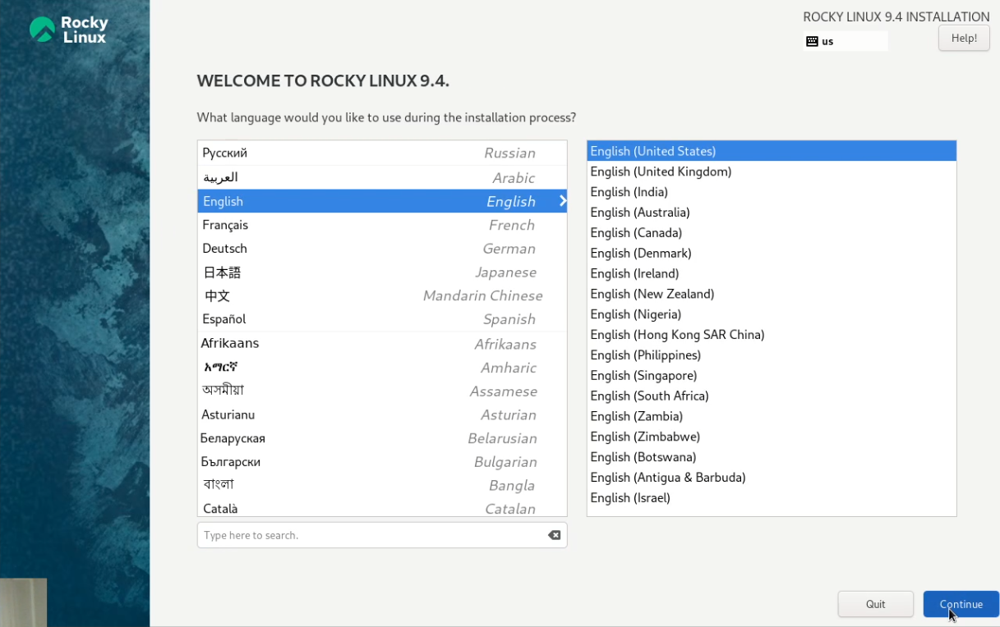 Rocky
Linux
ROCKY LINUX 9.4 INSTALLATION
us
Help!
WELCOME TO ROCKY LINUX 9.4.
What language would you like to use during the installation process?
Русский Russian
العربية Arabic
English English
Français French
Deutsch German
日本語 Japanese
中文 Mandarin Chinese
Español Spanish
Afrikaans Afrikaans
አማርኛ Amharic
অসমীয়া Assamese
Asturianu Asturian
Беларуская Belarusian
Български Bulgarian
বাংলা Bangla
Català Catalan
Type here to search.
English (United States)
English (United Kingdom)
English (India)
English (Australia)
English (Canada)
English (Denmark)
English (Ireland)
English (New Zealand)
English (Nigeria)
English (Hong Kong SAR China)
English (Philippines)
English (Singapore)
English (South Africa)
English (Zambia)
English (Zimbabwe)
English (Botswana)
English (Antigua & Barbuda)
English (Israel)
Quit
Continue